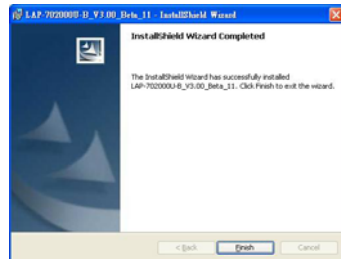 LAP-702000U-B_V3.00_Beta_11 - InstallShield Wizard
InstallShield Wizard Completed
The InstallShield Wizard has successfully installed
LAP-702000U-B_V3.00_Beta_11. Click Finish to exit the wizard.
< Back
Finish
Cancel